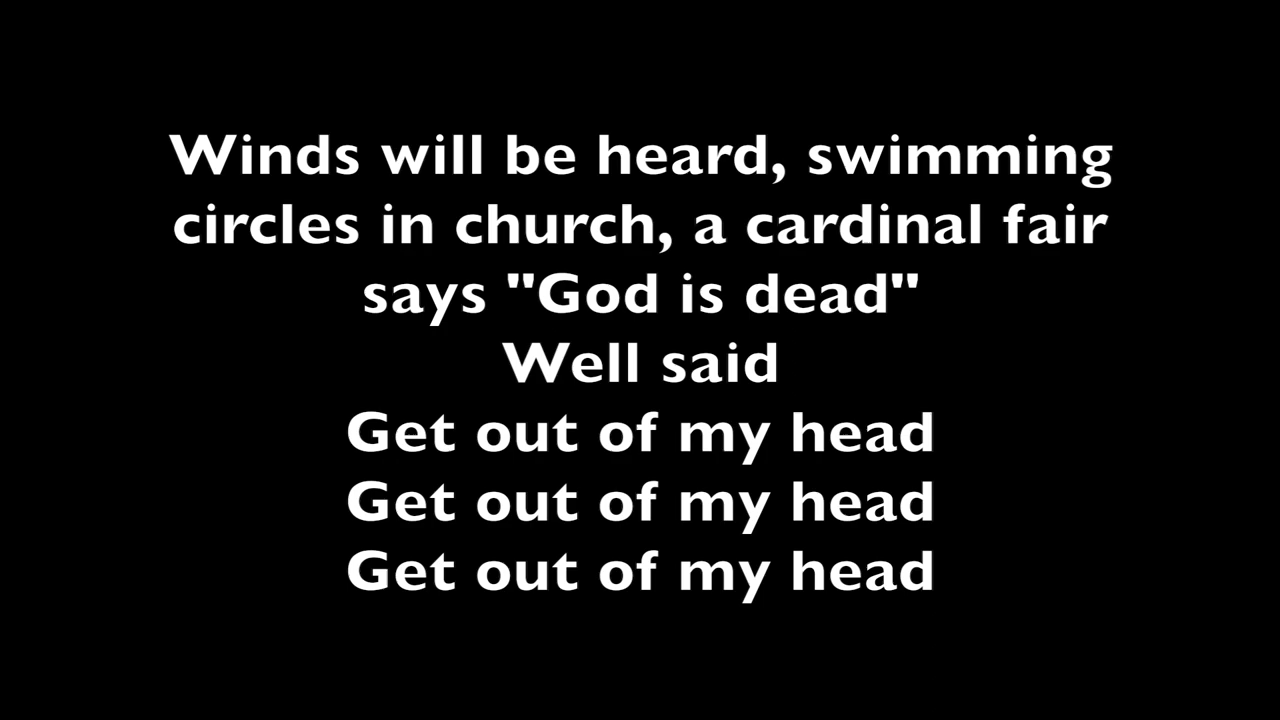 Winds will be heard, swimming
circles in church, a cardinal fair
says "God is dead"
Well said
Get out of my head
Get out of my head
Get out of my head